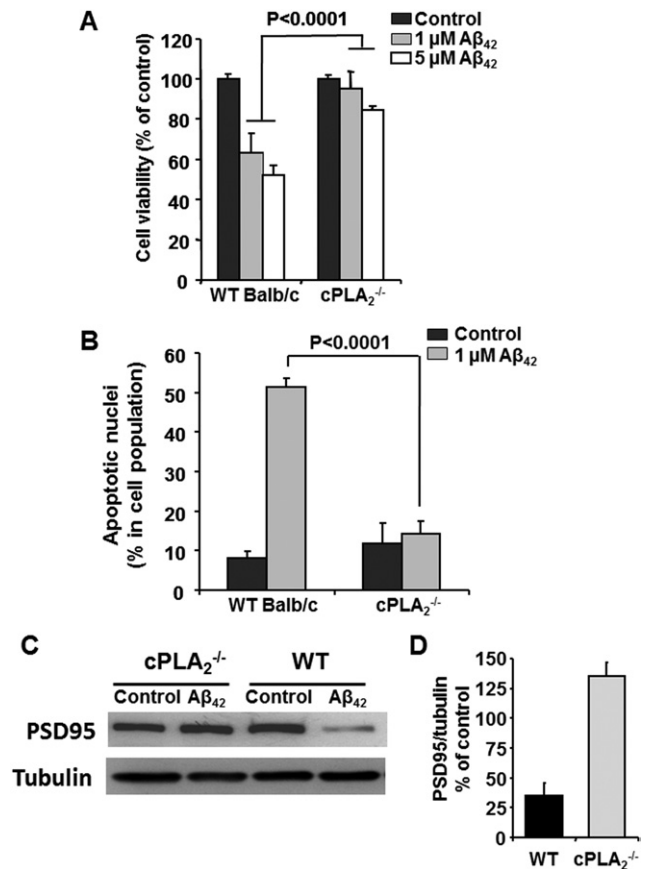 A
P<0.0001
Control
1 µM Aβ₄₂
5 µM Aβ₄₂
Cell viability (% of control)
120
100
80
60
40
20
0
WT Balb/c
cPLA₂⁻/⁻
B
P<0.0001
Control
1 µM Aβ₄₂
Apoptotic nuclei
(% in cell population)
60
50
40
30
20
10
0
WT Balb/c
cPLA₂⁻/⁻
C
cPLA₂⁻/⁻ WT
Control Aβ₄₂ Control Aβ₄₂
PSD95
Tubulin
D
PSD95/tubulin
% of control
150
125
100
75
50
25
0
WT cPLA₂⁻/⁻